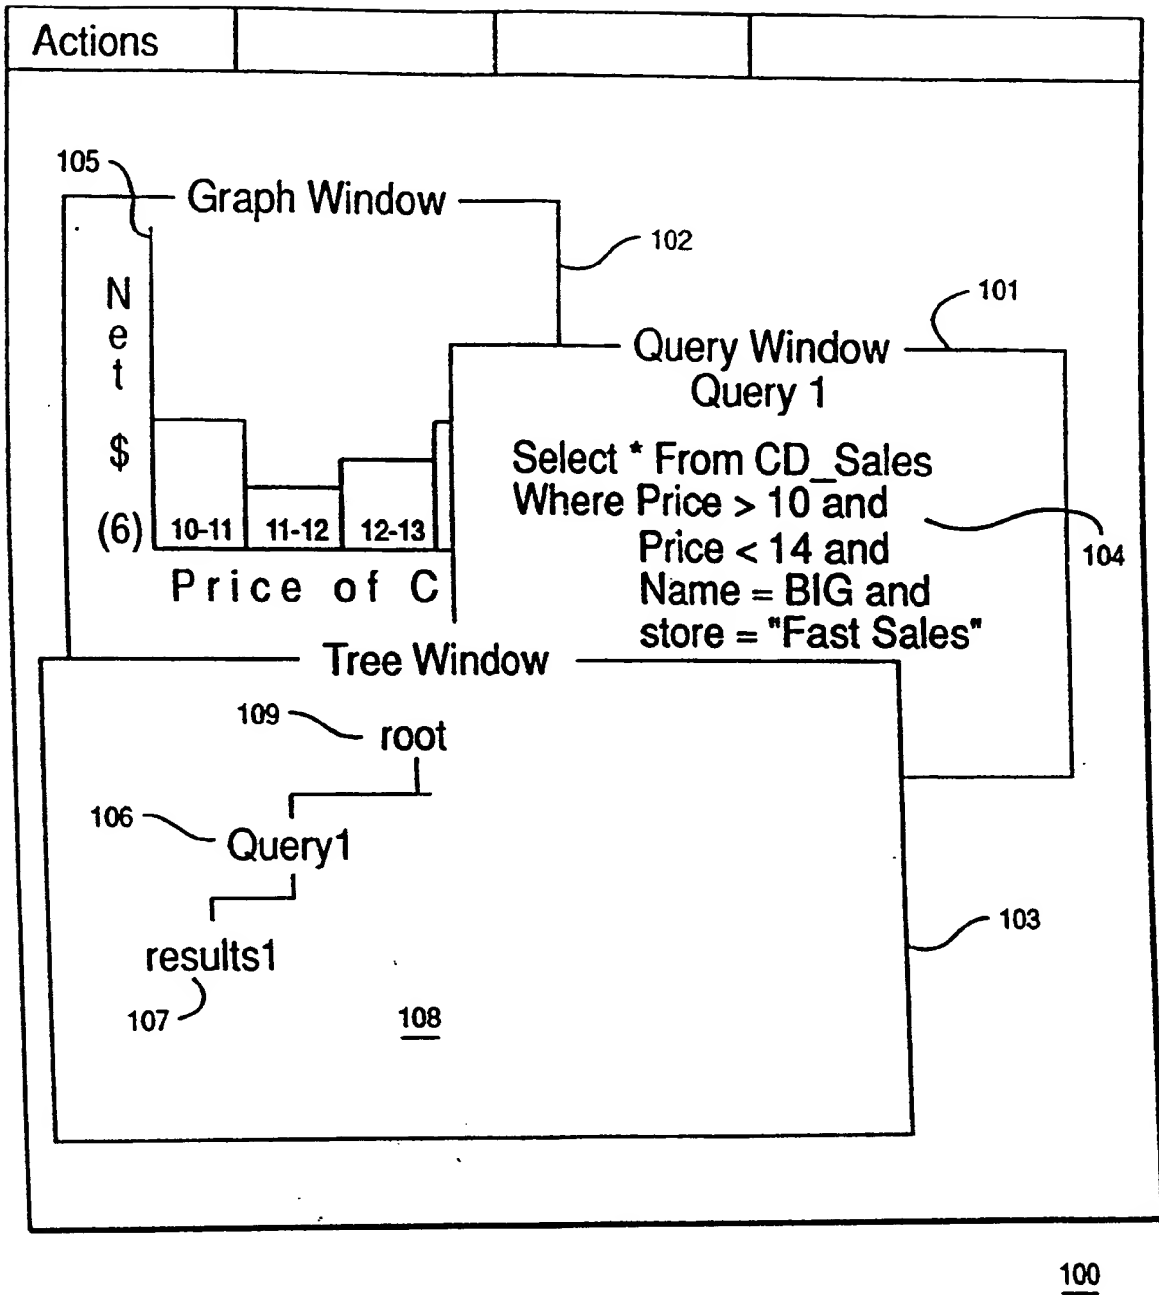 Actions
105
Graph Window
102
101
Net
$
(6)
10-11 11-12 12-13
Price of C
Query Window
Query 1
Select * From CD_Sales
Where Price > 10 and
Price < 14 and
Name = BIG and
store = "Fast Sales"
104
Tree Window
109
root
106
Query1
results1
107
108
103
100